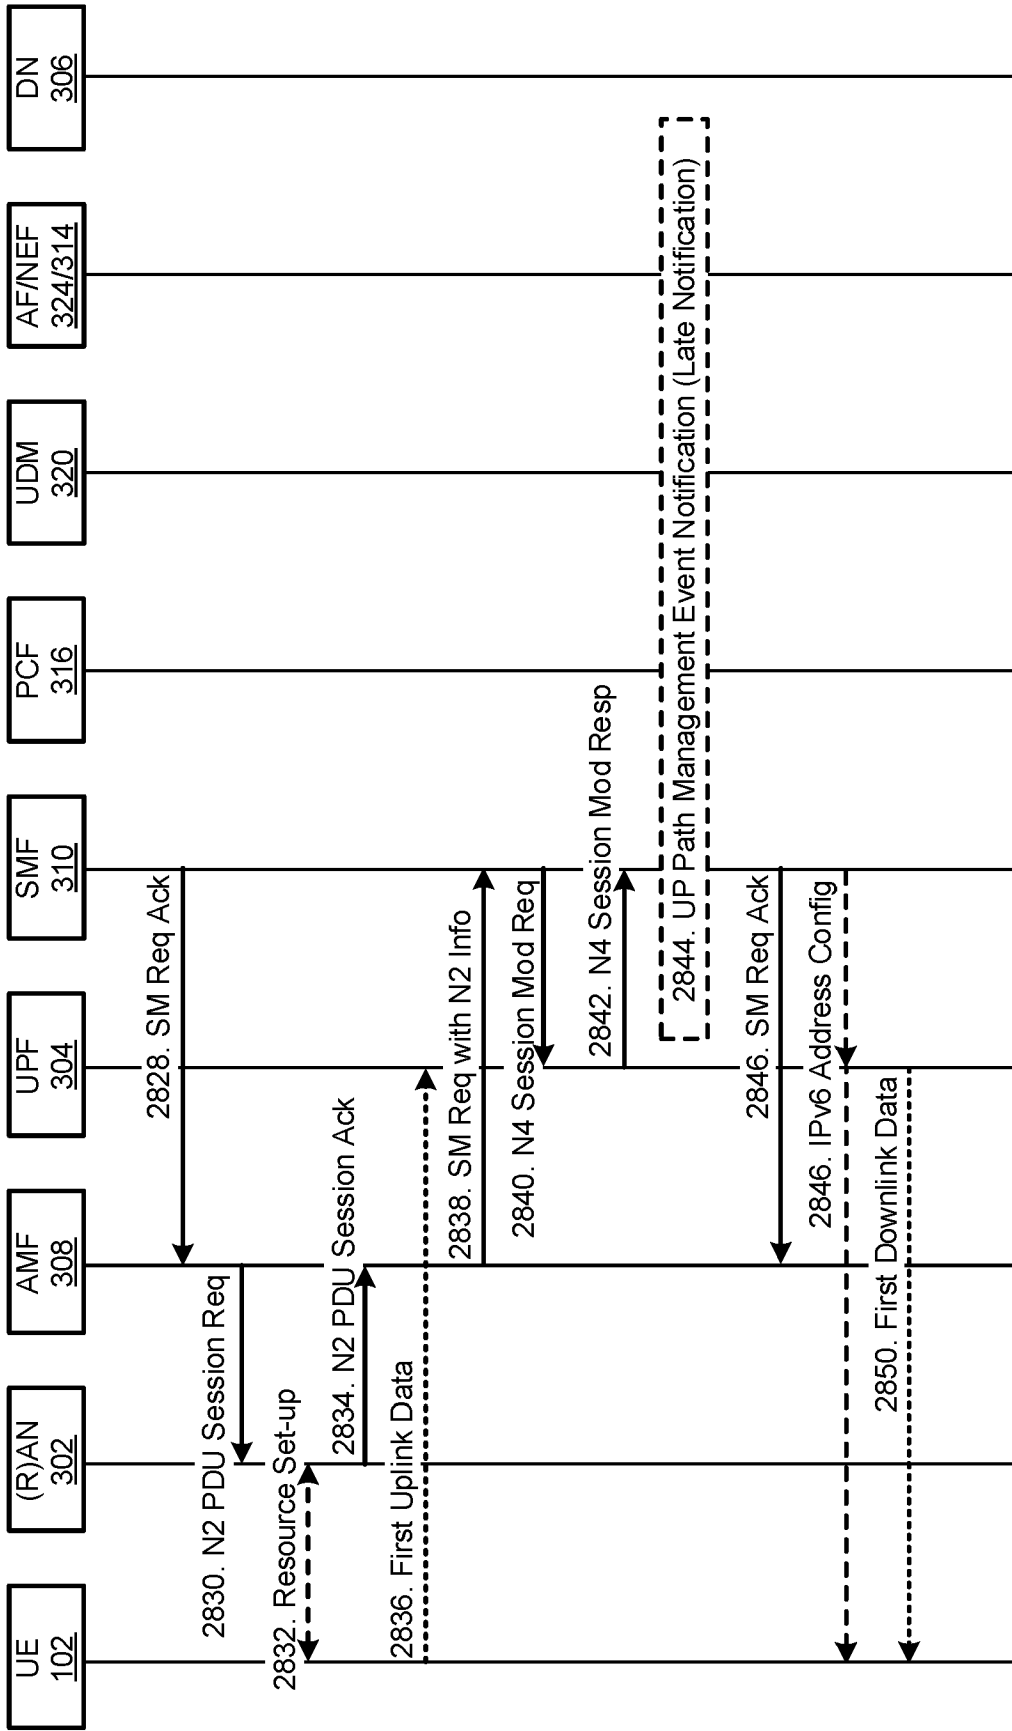 UE
102
(R)AN
302
AMF
308
UPF
304
SMF
310
PCF
316
UDM
320
AF/NEF
324/314
DN
306
2828. SM Req Ack
2830. N2 PDU Session Req
2832. Resource Set-up
2834. N2 PDU Session Ack
2836. First Uplink Data
2838. SM Req with N2 Info
2840. N4 Session Mod Req
2842. N4 Session Mod Resp
2844. UP Path Management Event Notification (Late Notification)
2846. SM Req Ack
2846. IPv6 Address Config
2850. First Downlink Data